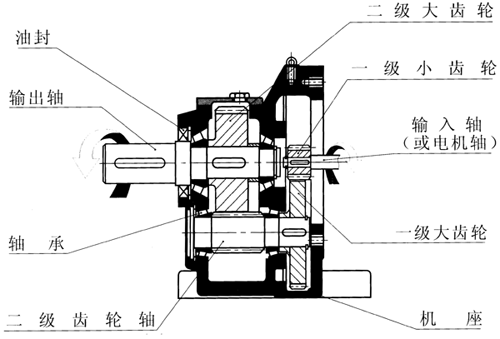 二级大齿轮
油封
一级小齿轮
输出轴
输入轴
（或电机轴）
轴承
一级大齿轮
二级齿轮轴
机座